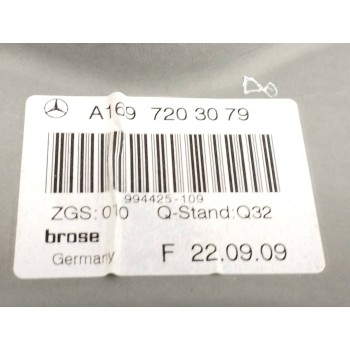 A169 720 30 79
994425-109
ZGS: 010 Q-Stand:Q32
brose
Germany F 22.09.09